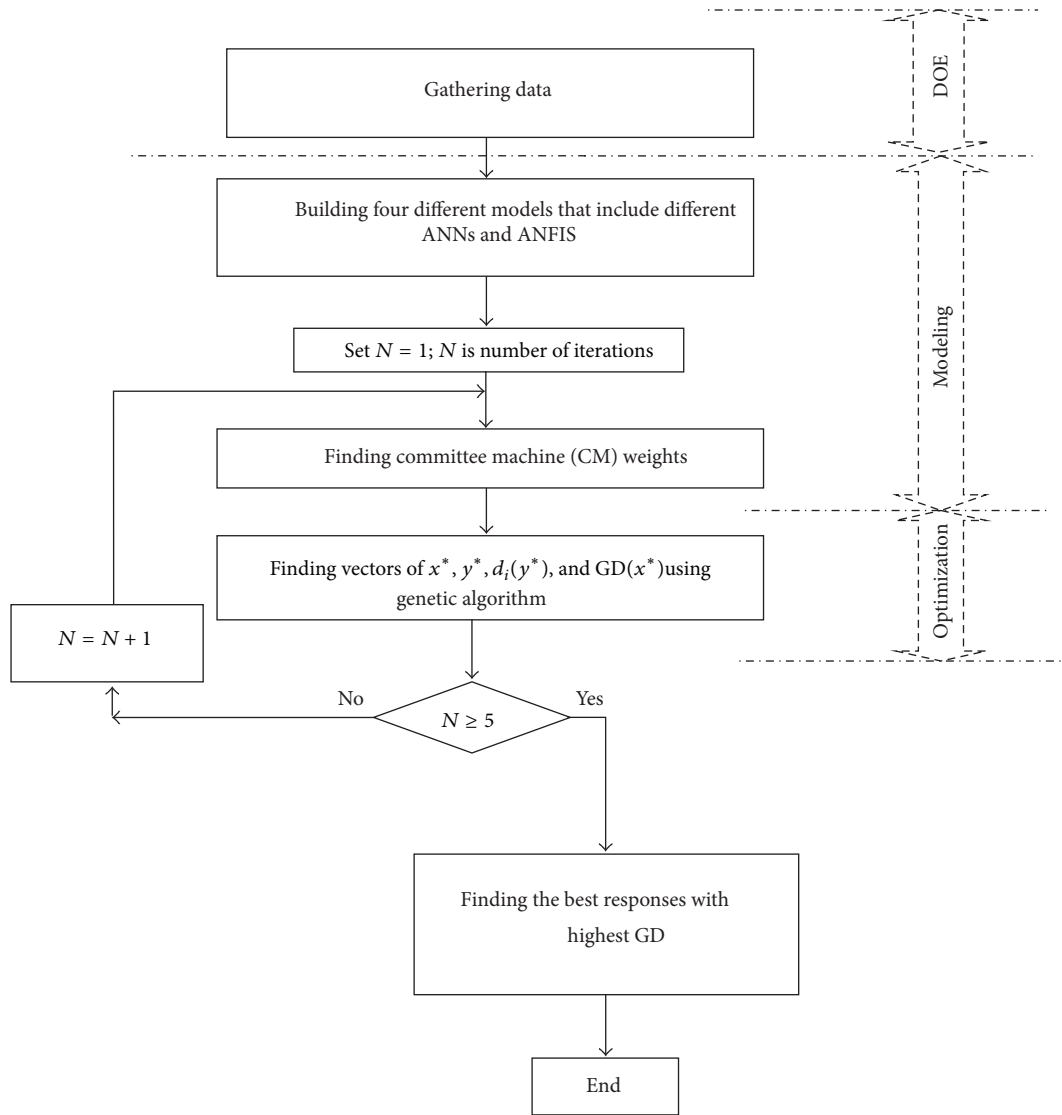 DOE
Gathering data
Building four different models that include different
ANNs and ANFIS
Modeling
Set N = 1; N is number of iterations
Finding committee machine (CM) weights
Finding vectors of x*, y*, d_i(y*), and GD(x*)using
genetic algorithm
Optimization
N = N + 1
No
Yes
N ≥ 5
Finding the best responses with
highest GD
End